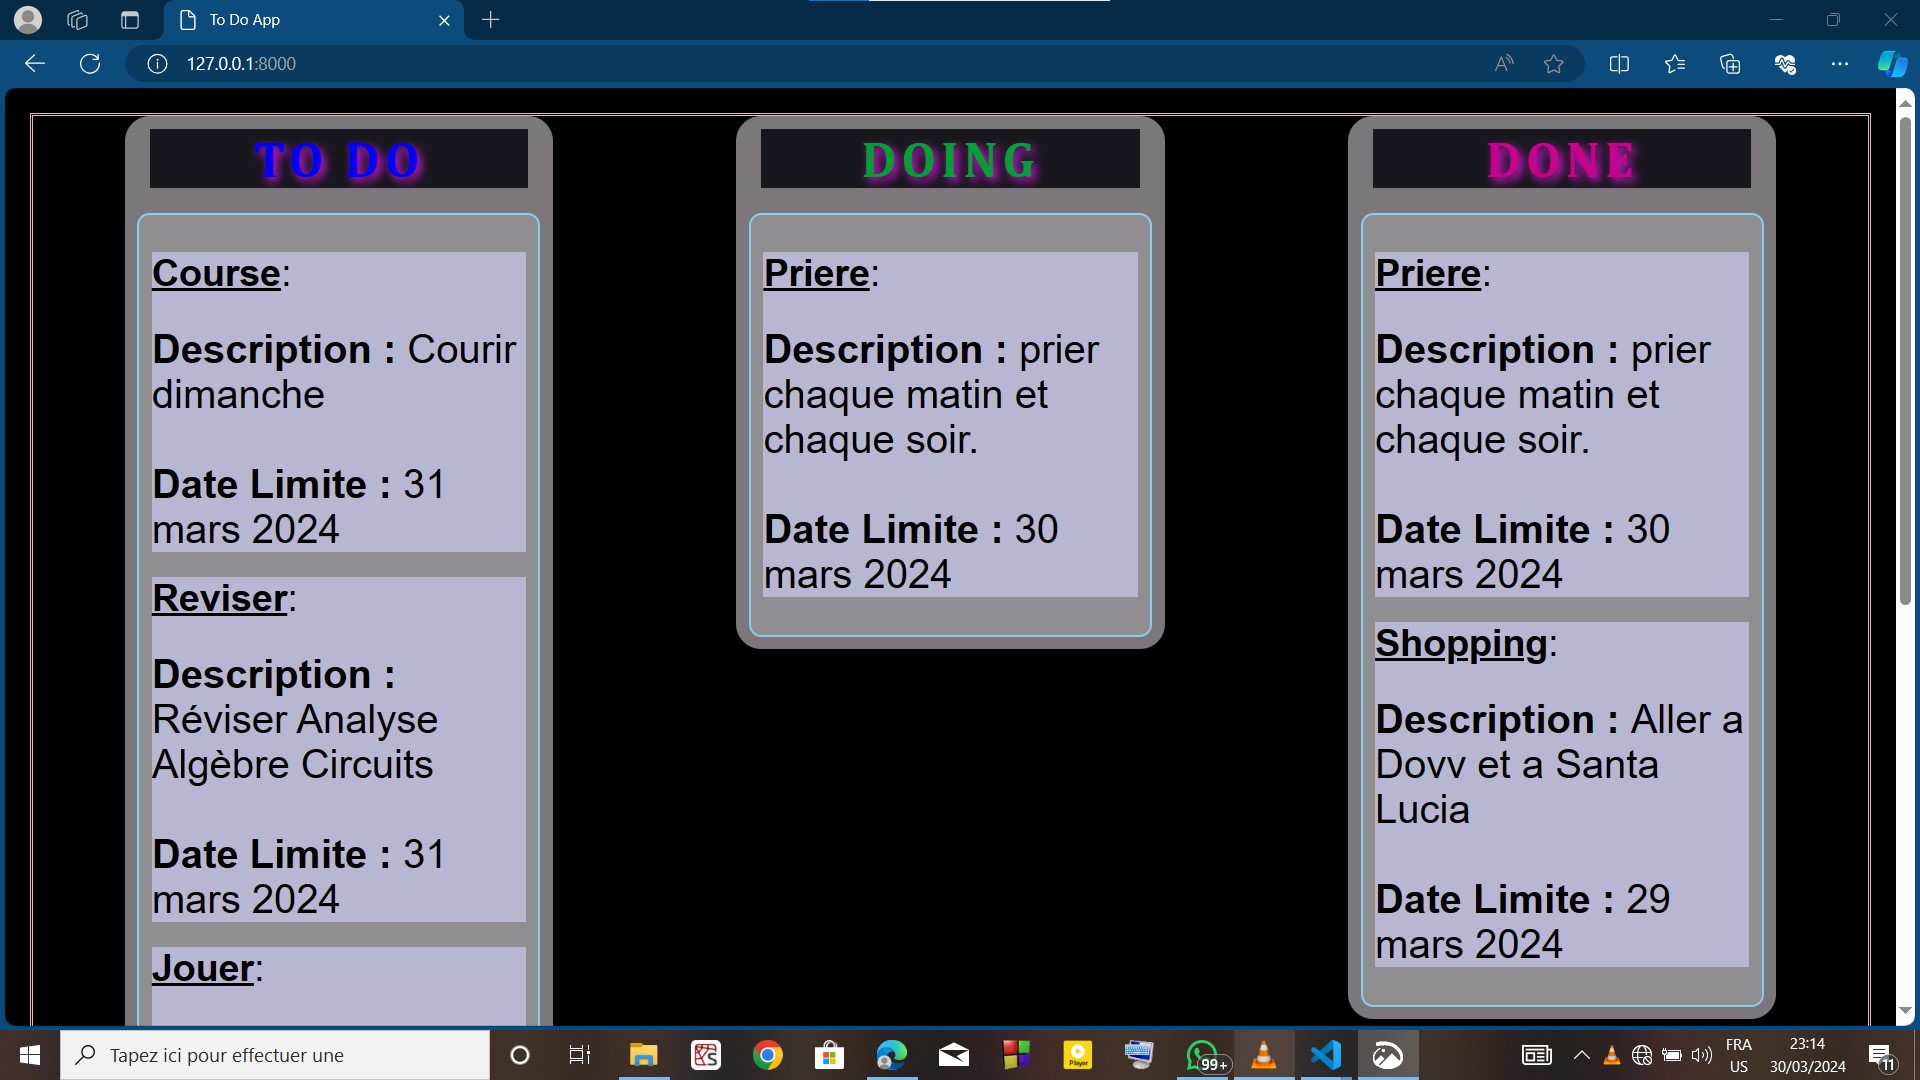 To Do App
127.0.0.1:8000
TO DO
Course:
Description : Courir
dimanche
Date Limite : 31
mars 2024
Reviser:
Description :
Réviser Analyse
Algèbre Circuits
Date Limite : 31
mars 2024
Jouer:
DOING
Priere:
Description : prier
chaque matin et
chaque soir.
Date Limite : 30
mars 2024
DONE
Priere:
Description : prier
chaque matin et
chaque soir.
Date Limite : 30
mars 2024
Shopping:
Description : Aller a
Dovv et a Santa
Lucia
Date Limite : 29
mars 2024
Tapez ici pour effectuer une
Player
99+
FRA
US
23:14
30/03/2024
11